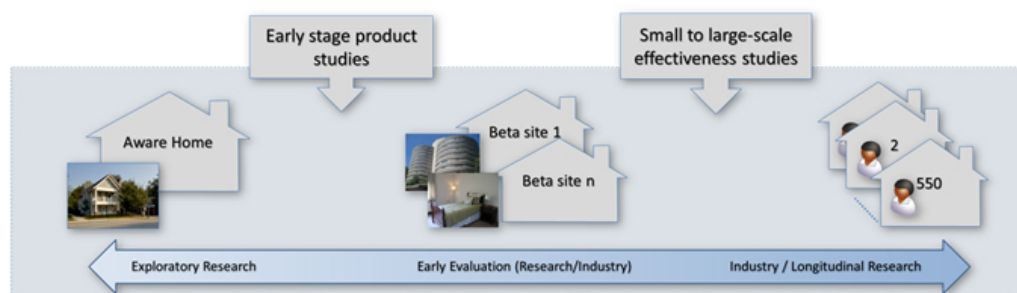 Early stage product
studies
Small to large-scale
effectiveness studies
Aware Home
Beta site 1
Beta site n
2
550
Exploratory Research
Early Evaluation (Research/Industry)
Industry / Longitudinal Research